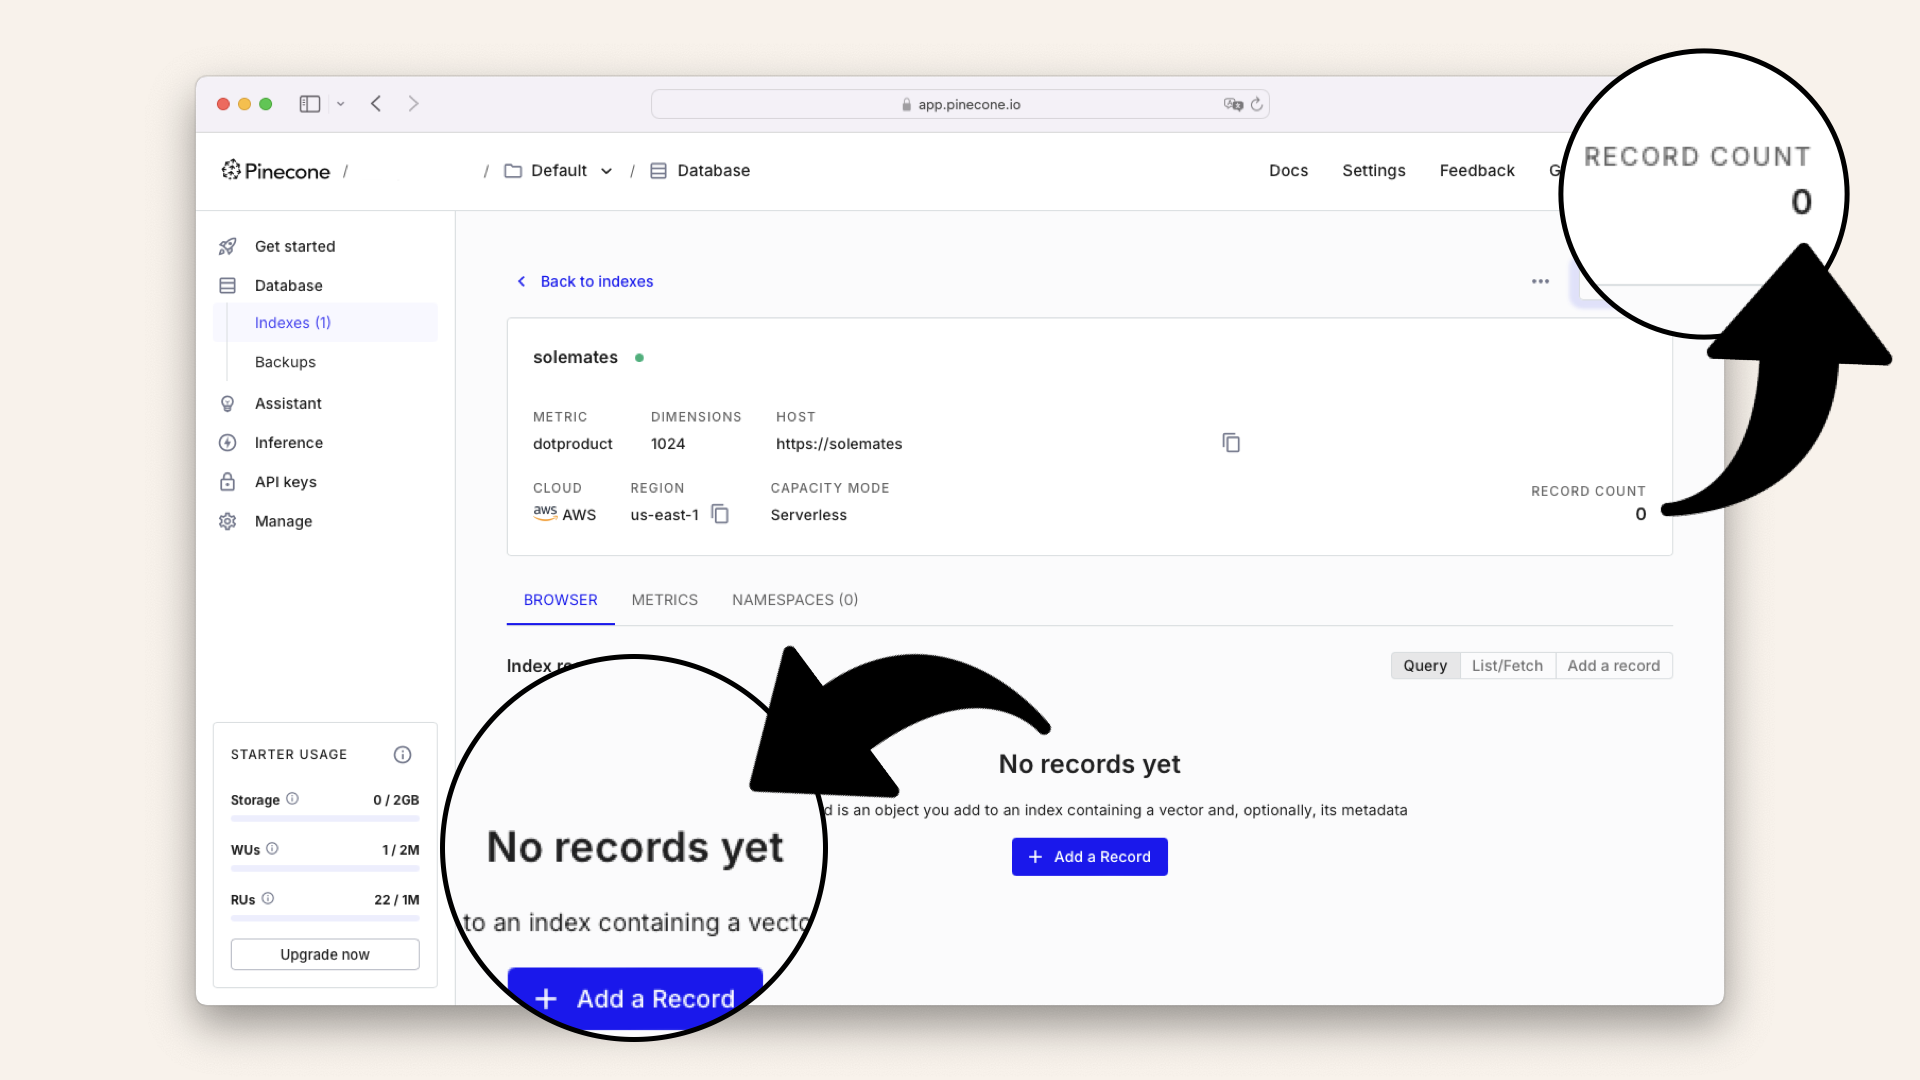 app.pinecone.io
Pinecone /
/ Default / Database
Docs Settings Feedback
RECORD COUNT
0
Get started
Database
Indexes (1)
Backups
Assistant
Inference
API keys
Manage
Back to indexes
solemates
METRIC DIMENSIONS HOST
dotproduct 1024 https://solemates
CLOUD REGION CAPACITY MODE
aws AWS us-east-1 Serverless
RECORD COUNT
0
BROWSER METRICS NAMESPACES (0)
Index
Query List/Fetch Add a record
No records yet
is an object you add to an index containing a vector and, optionally, its metadata
+ Add a Record
No records yet
to an index containing a
+ Add a Record
STARTER USAGE
Storage 0 / 2GB
WUs 1 / 2M
RUs 22 / 1M
Upgrade now